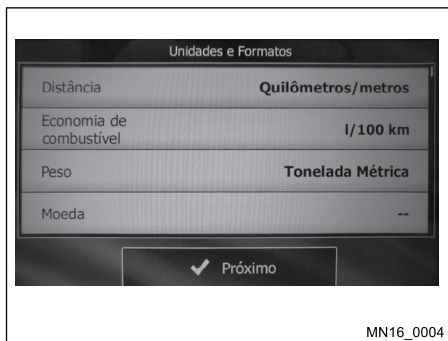 Unidades e Formatos
Distância Quilômetros/metros
Economia de
combustível l/100 km
Peso Tonelada Métrica
Moeda --
Próximo
MN16_0004